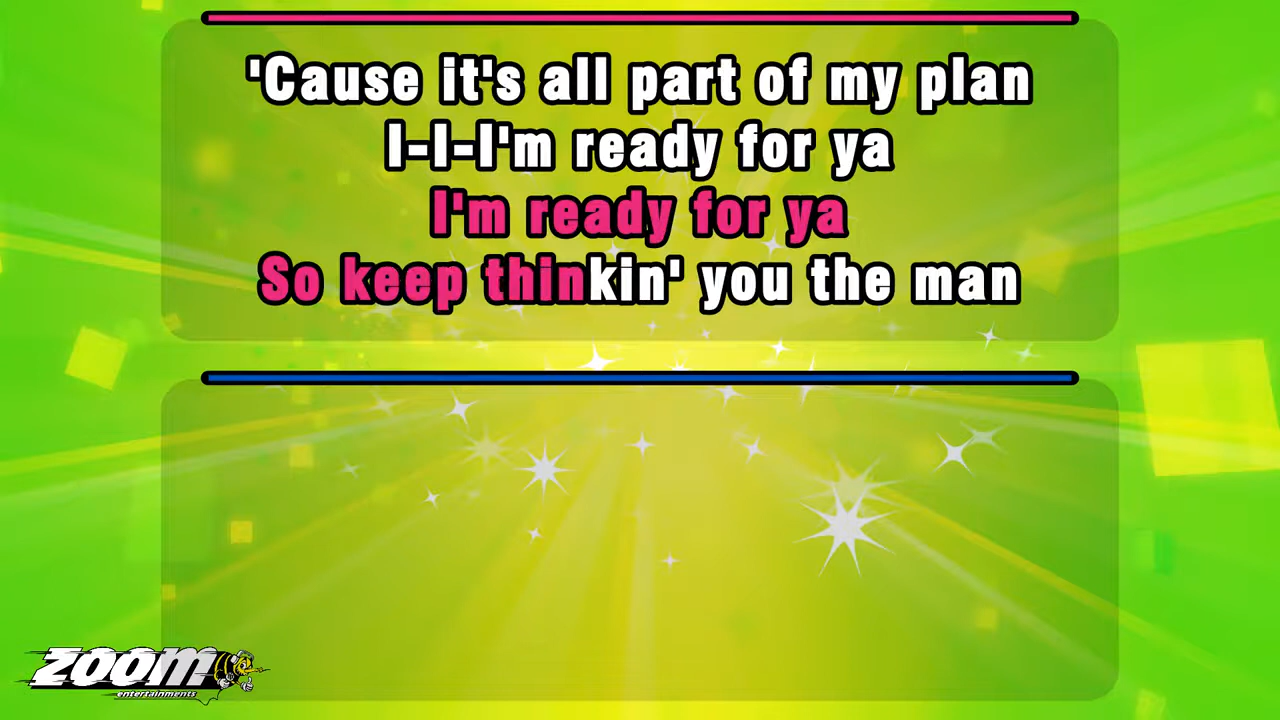 'Cause it's all part of my plan
I-I-I'm ready for ya
I'm ready for ya
So keep thinkin' you the man
zoom
entertainments